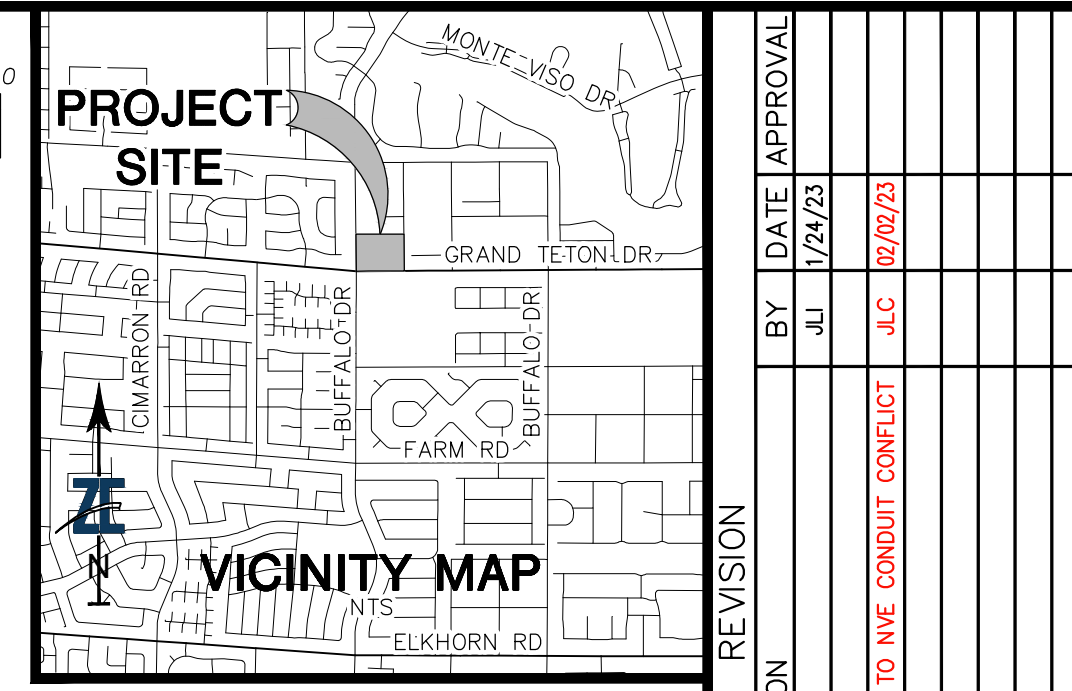 0
PROJECT
SITE
MONTE VISO DR
GRAND TETON DR
CIMARRON RD
BUFFALO DR
BUFFALO DR
FARM RD
N
VICINITY MAP
NTS
ELKHORN RD
REVISION
BY DATE APPROVAL
JLI 1/24/23
TO NVE CONDUIT CONFLICT JLC 02/02/23
ON